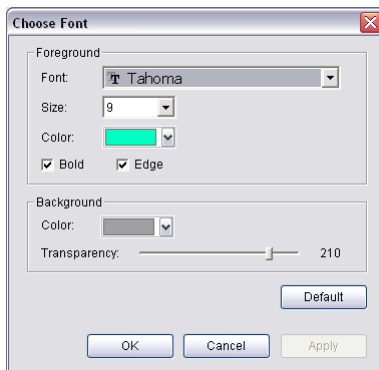 Choose Font
Foreground
Font: Tahoma
Size: 9
Color:
Bold Edge
Background
Color:
Transparency: 210
Default
OK Cancel Apply